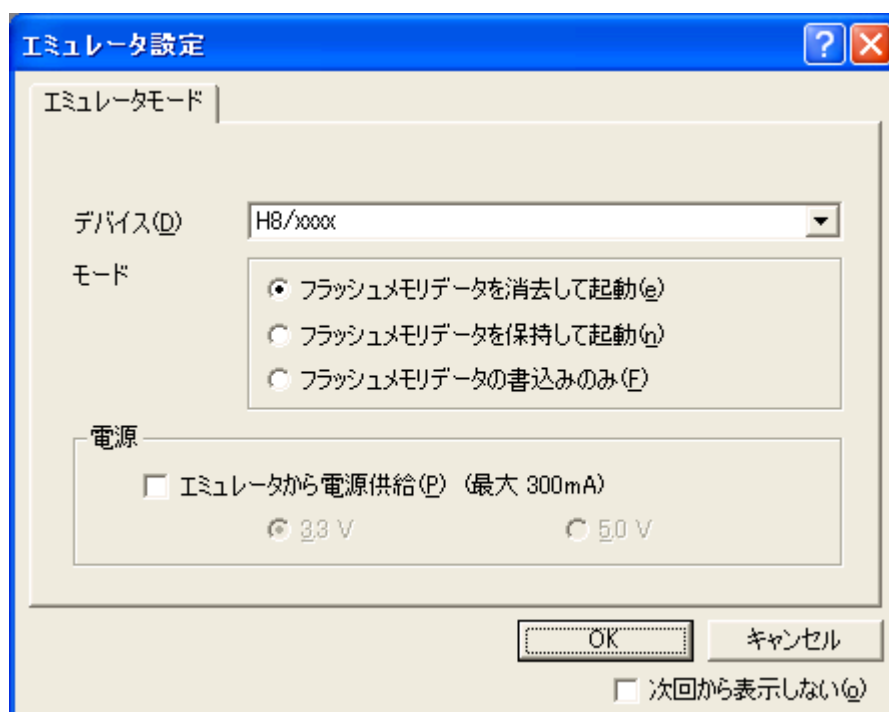 エミュレータ設定
エミュレータモード
デバイス(D) H8/xxxx
モード
フラッシュメモリデータを消去して起動(e)
フラッシュメモリデータを保持して起動(n)
フラッシュメモリデータの書込みのみ(F)
電源
エミュレータから電源供給(P) (最大 300mA)
3.3 V 5.0 V
OK キャンセル
次回から表示しない(o)